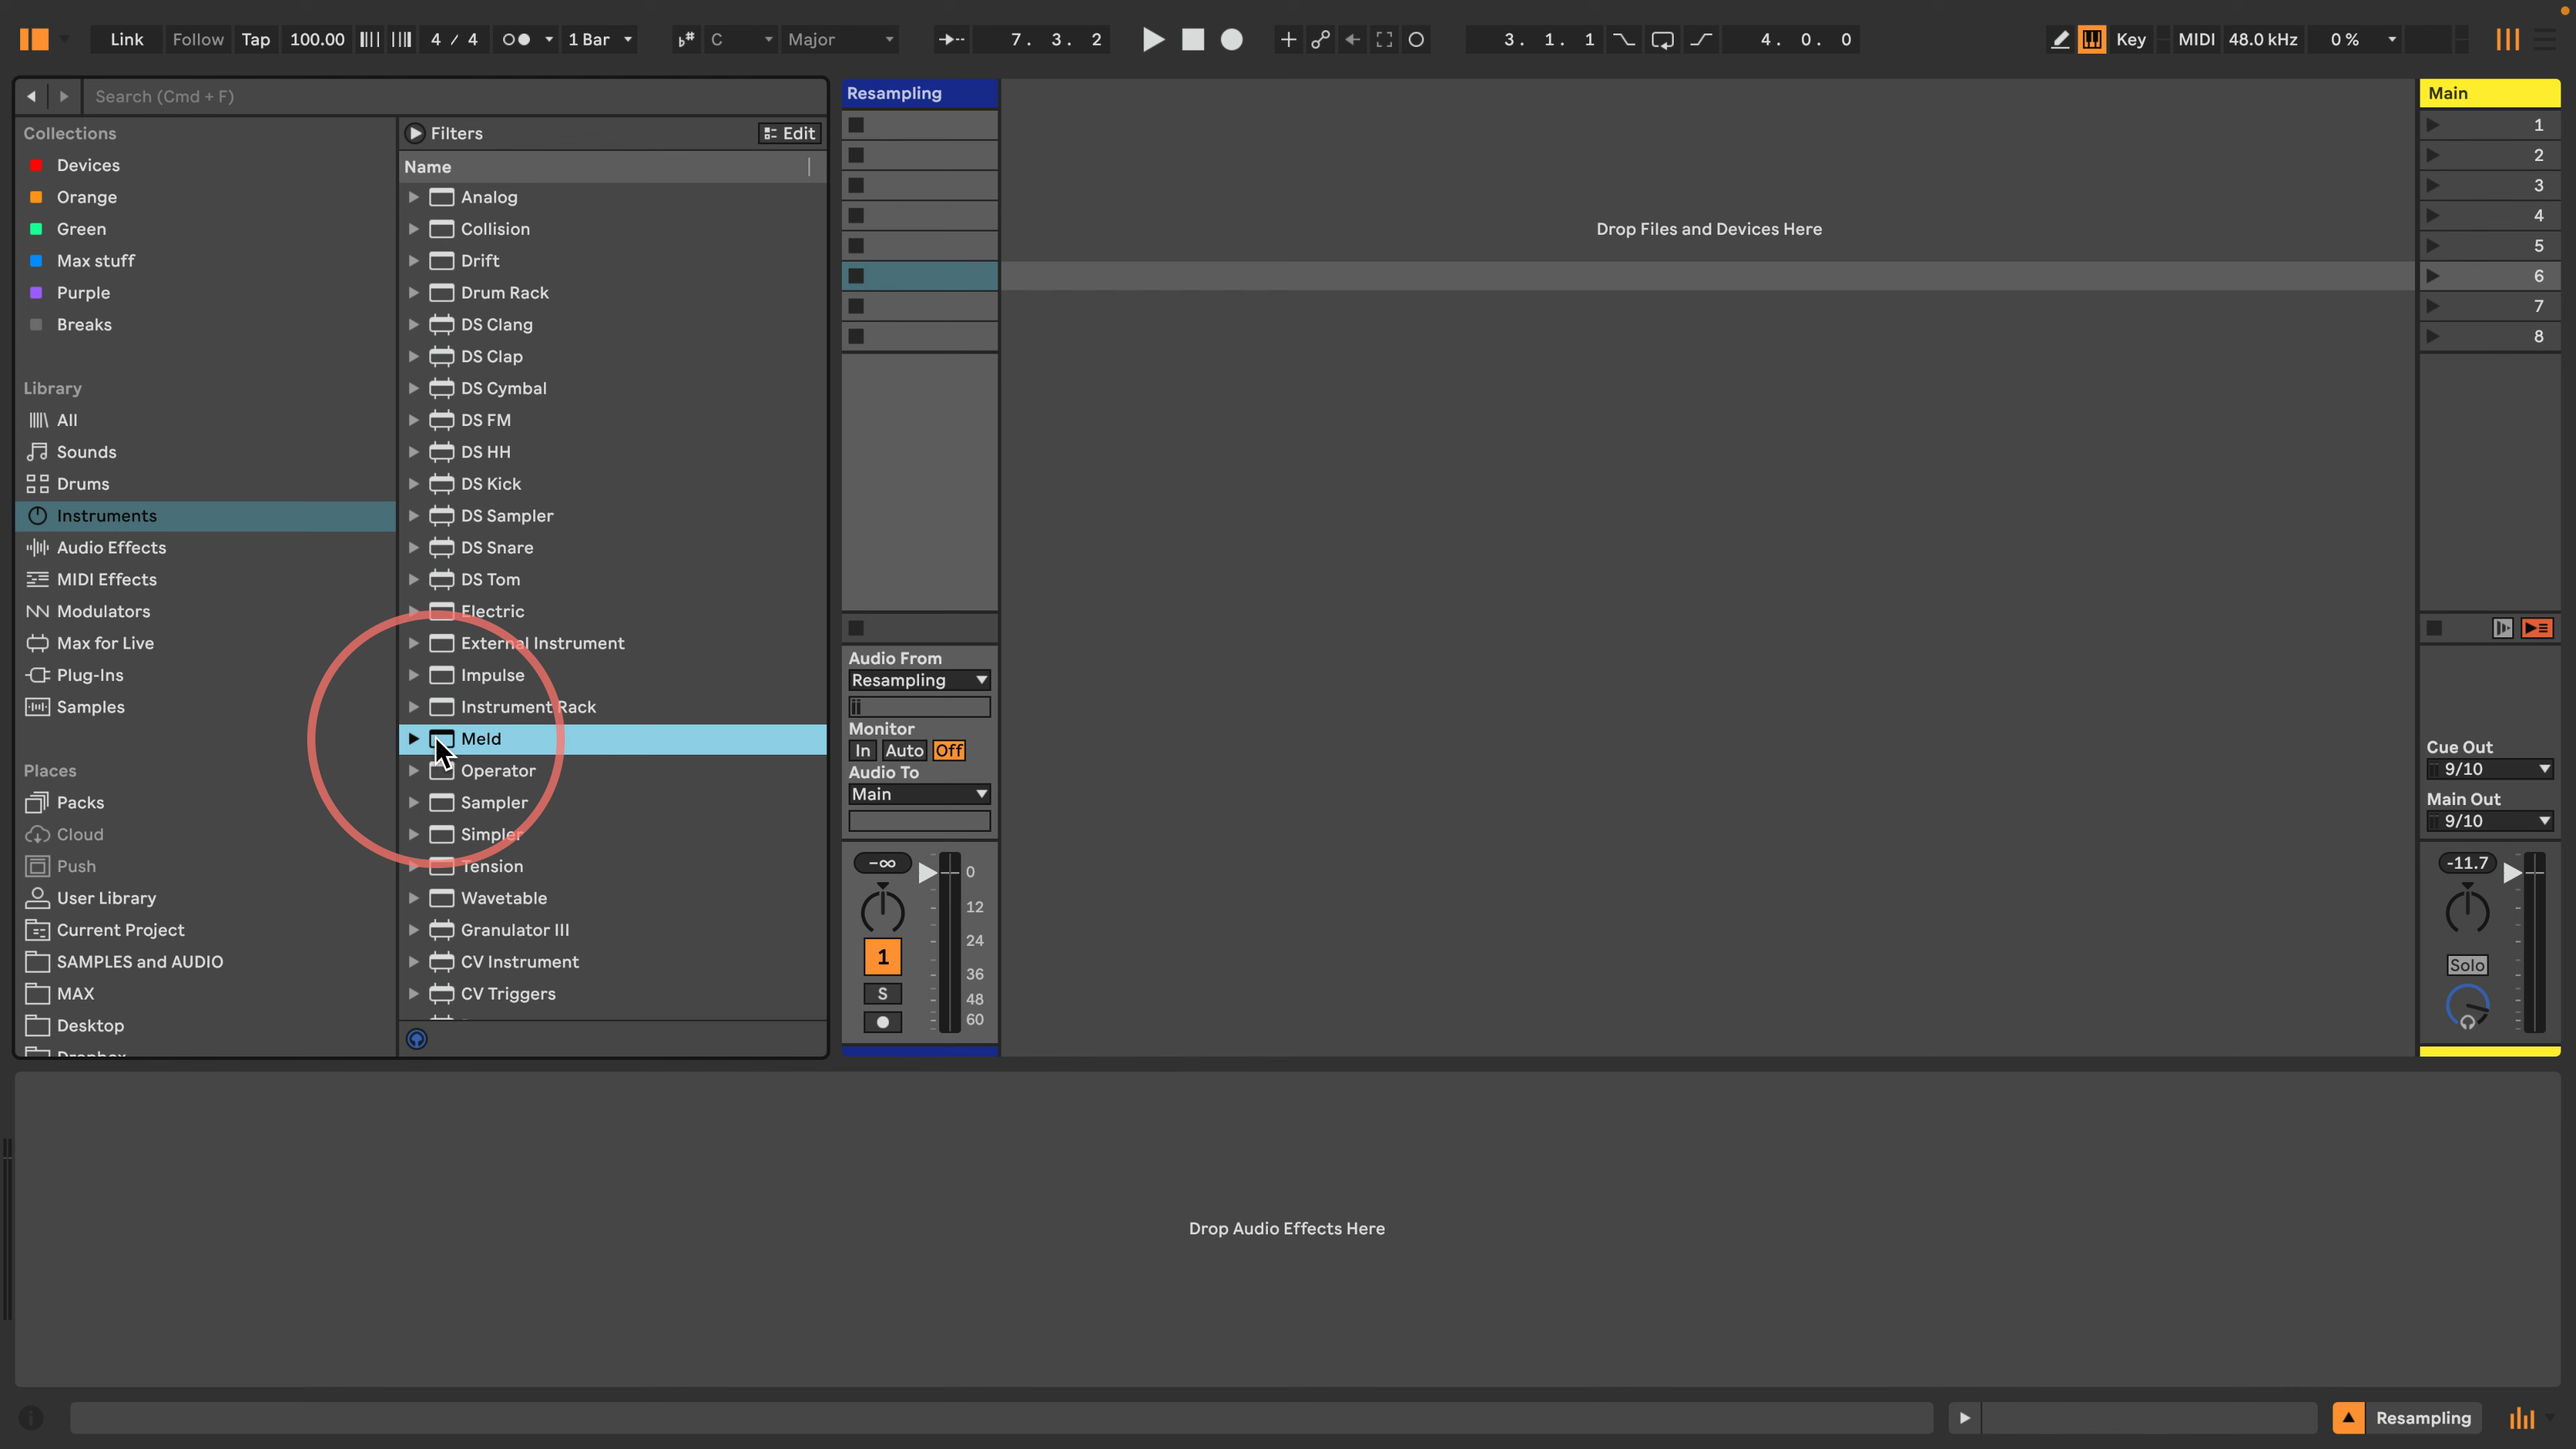 Link Follow Tap 100.00 4 / 4 1 Bar C Major 7. 3. 2 3. 1. 1 4. 0. 0 Key MIDI 48.0 kHz 0 %
Search (Cmd + F)
Collections
Devices
Orange
Green
Max stuff
Purple
Breaks
Library
All
Sounds
Drums
Instruments
Audio Effects
MIDI Effects
Modulators
Max for Live
Plug-Ins
Samples
Places
Packs
Cloud
Push
User Library
Current Project
SAMPLES and AUDIO
MAX
Desktop
Dropbox
Filters Edit
Name
Analog
Collision
Drift
Drum Rack
DS Clang
DS Clap
DS Cymbal
DS FM
DS HH
DS Kick
DS Sampler
DS Snare
DS Tom
Electric
External Instrument
Impulse
Instrument Rack
Meld
Operator
Sampler
Simpler
Tension
Wavetable
Granulator III
CV Instrument
CV Triggers
Resampling
Audio From
Resampling
Monitor
In Auto Off
Audio To
Main
-∞
0
12
24
36
48
60
1
S
Drop Files and Devices Here
Main
1
2
3
4
5
6
7
8
Cue Out
9/10
Main Out
9/10
-11.7
Solo
Drop Audio Effects Here
Resampling